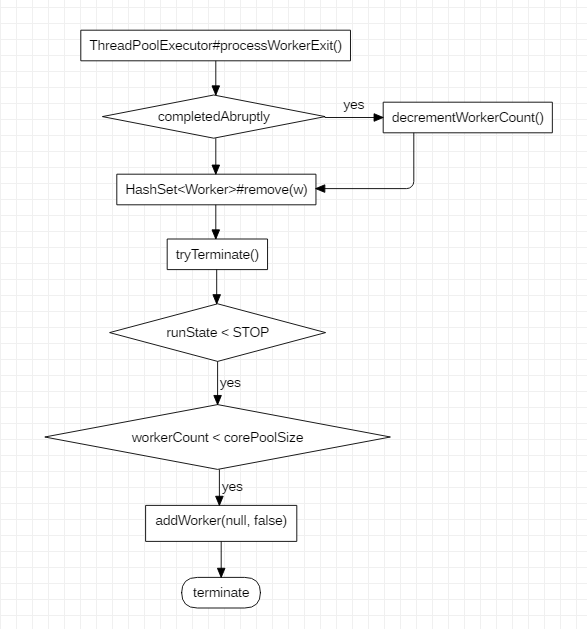 ThreadPoolExecutor#processWorkerExit()
completedAbruptly
yes
decrementWorkerCount()
HashSet<Worker>#remove(w)
tryTerminate()
runState < STOP
yes
workerCount < corePoolSize
yes
addWorker(null, false)
terminate